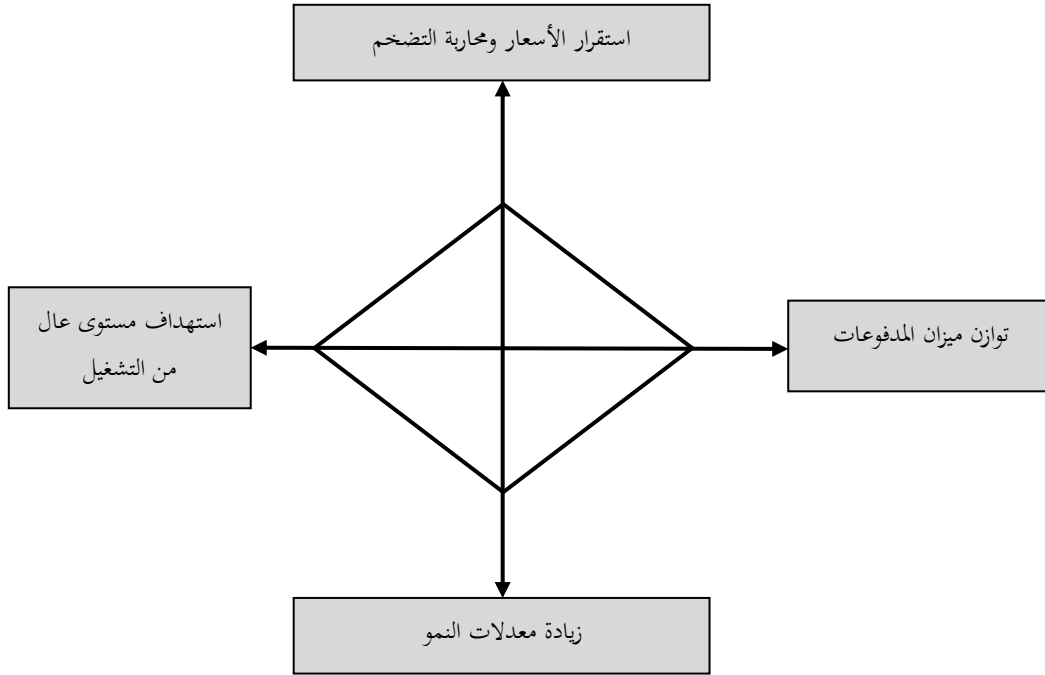 استقرار الأسعار ومحاربة التضخم
توازن ميزان المدفوعات
استهداف مستوى عال
من التشغيل
زيادة معدلات النمو